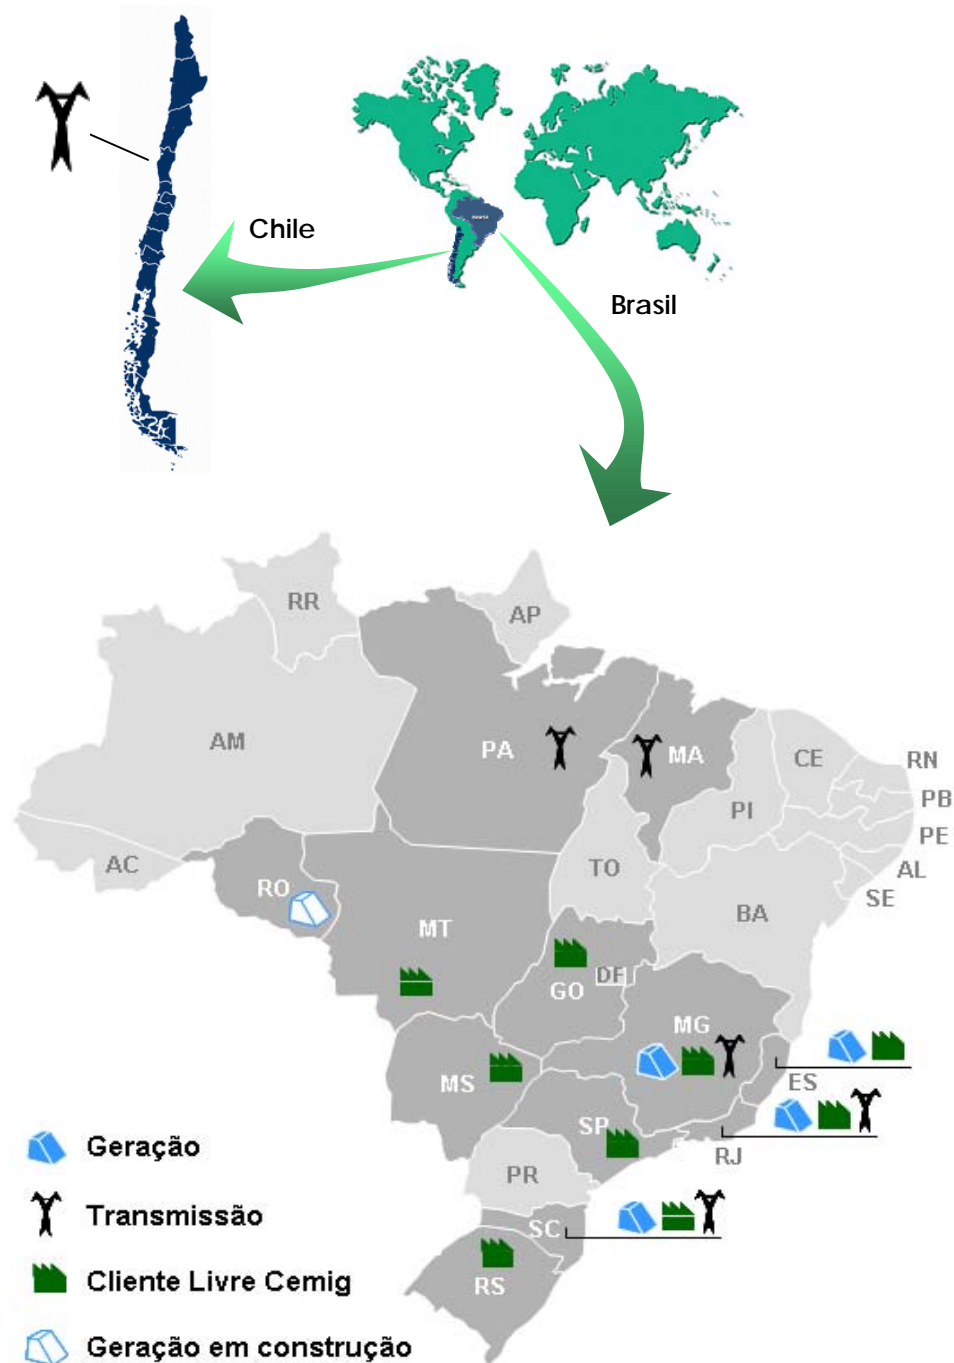 Chile
BRASIL
Brasil
RR
AP
AM
PA
MA
CE
RN
PB
PI
PE
AC
TO
AL
RO
SE
BA
MT
DF
GO
MG
MS
ES
SP
RJ
PR
SC
RS
Geração
Transmissão
Cliente Livre Cemig
Geração em construção